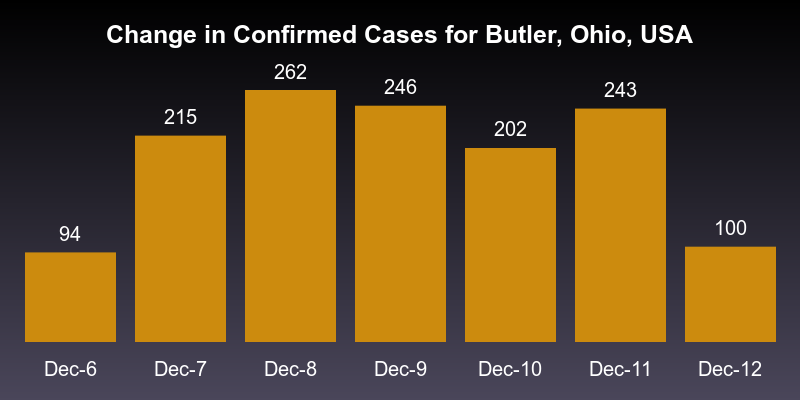 Change in Confirmed Cases for Butler, Ohio, USA
94
215
262
246
202
243
100
Dec-6
Dec-7
Dec-8
Dec-9
Dec-10
Dec-11
Dec-12